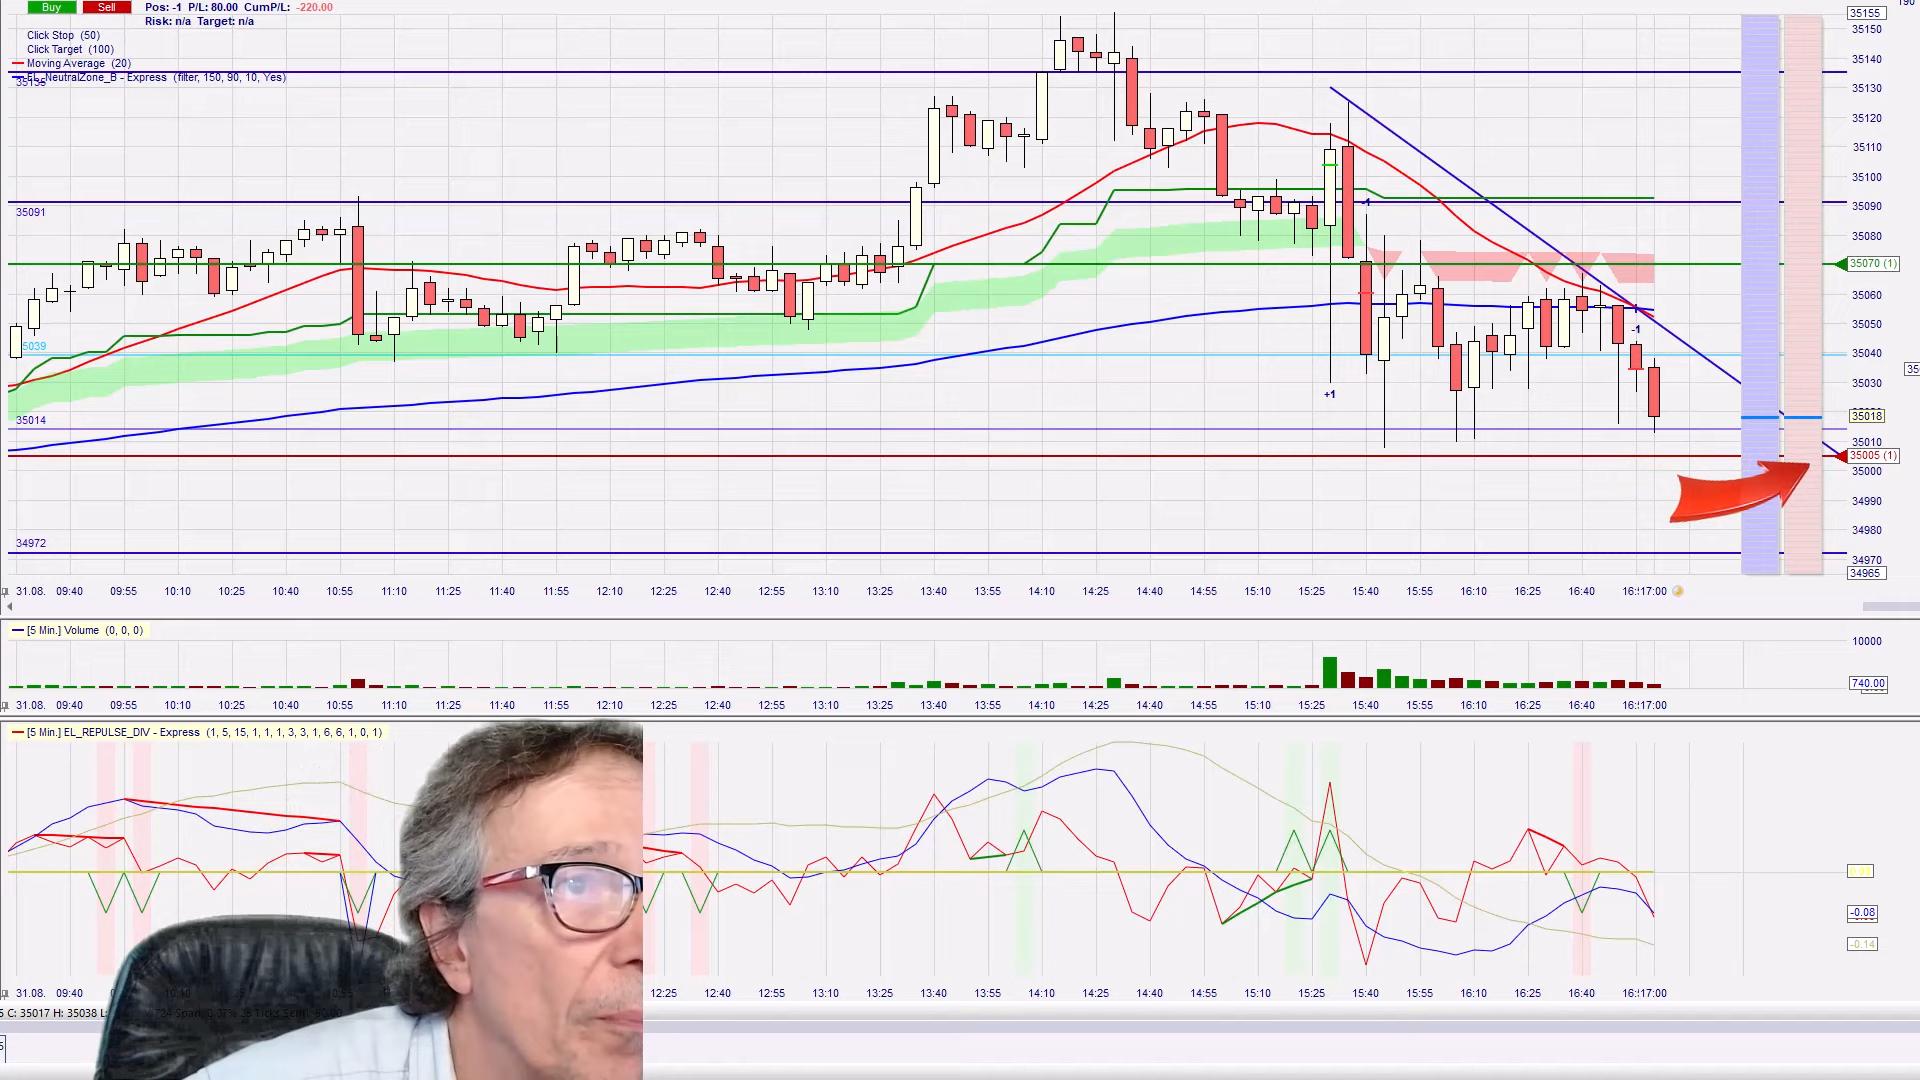 Buy Sell Pos: -1 P/L: 80.00 CumP/L: -220.00
Risk: n/a Target: n/a
Click Stop (50)
Click Target (100)
Moving Average (20)
EL_NeutralZone_B - Express (filter, 150, 90, 10, Yes)
35135
35091
5039
35014
34972
-1
+1
-1
190
35155
35150
35140
35130
35120
35110
35100
35090
35080
35070 (1)
35060
35050
35040
35030
35018
35010
35005 (1)
35000
34990
34980
34970
34965
31.08. 09:40 09:55 10:10 10:25 10:40 10:55 11:10 11:25 11:40 11:55 12:10 12:25 12:40 12:55 13:10 13:25 13:40 13:55 14:10 14:25 14:40 14:55 15:10 15:25 15:40 15:55 16:10 16:25 16:40 17:00
[5 Min.] Volume (0, 0, 0)
10000
740.00
31.08. 09:40 09:55 10:10 10:25 10:40 10:55 11:10 11:25 11:40 11:55 12:10 12:25 12:40 12:55 13:10 13:25 13:40 13:55 14:10 14:25 14:40 14:55 15:10 15:25 15:40 15:55 16:10 16:25 16:40 17:00
[5 Min.] EL_REPULSE_DIV - Express (1, 5, 15, 1, 1, 1, 3, 3, 1, 6, 6, 1, 0, 1)
-0.08
-0.14
31.08. 09:40 12:25 12:40 12:55 13:10 13:25 13:40 13:55 14:10 14:25 14:40 14:55 15:10 15:25 15:40 15:55 16:10 16:25 16:40 17:00
C: 35017 H: 35038 L: